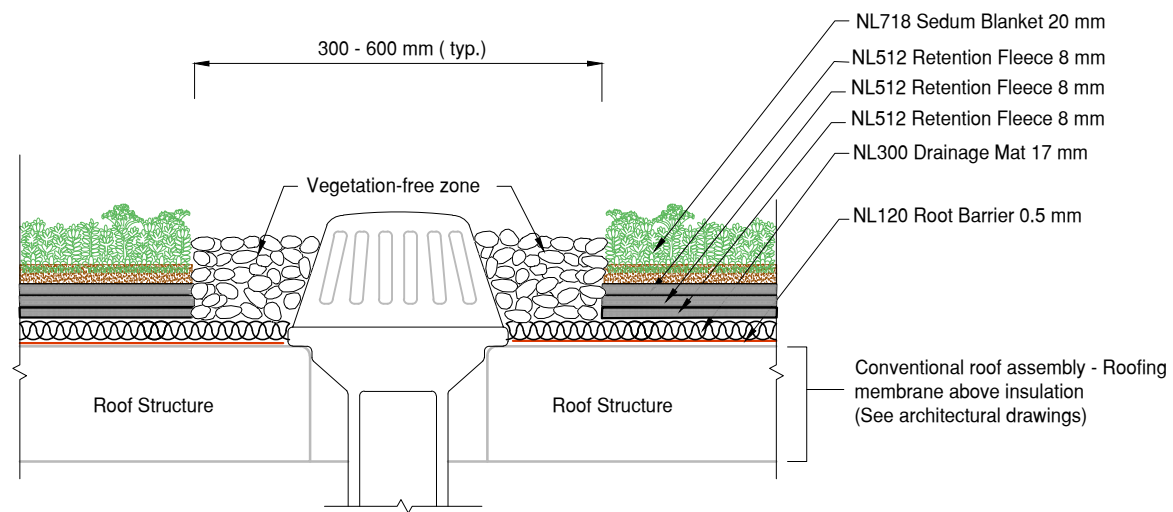 NL718 Sedum Blanket 20 mm
300 - 600 mm ( typ.)
NL512 Retention Fleece 8 mm
NL512 Retention Fleece 8 mm
NL512 Retention Fleece 8 mm
NL300 Drainage Mat 17 mm
Vegetation-free zone
NL120 Root Barrier 0.5 mm
Conventional roof assembly - Roofing
membrane above insulation
(See architectural drawings)
Roof Structure
Roof Structure